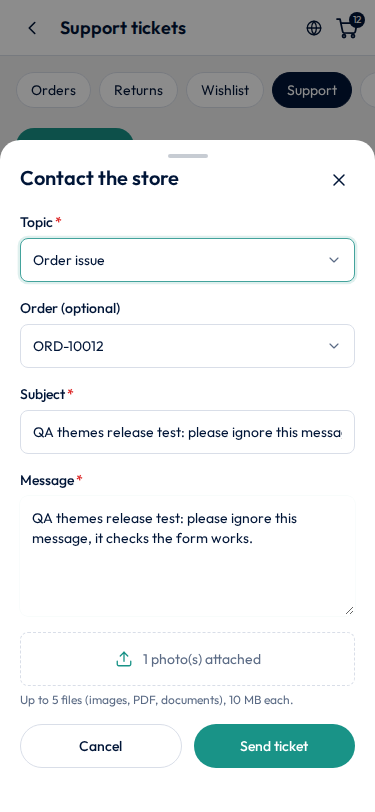 Support tickets
12
Orders
Returns
Wishlist
Support
Contact the store
Topic *
Order issue
Order (optional)
ORD-10012
Subject *
QA themes release test: please ignore this messa
Message *
QA themes release test: please ignore this
message, it checks the form works.
1 photo(s) attached
Up to 5 files (images, PDF, documents), 10 MB each.
Cancel
Send ticket